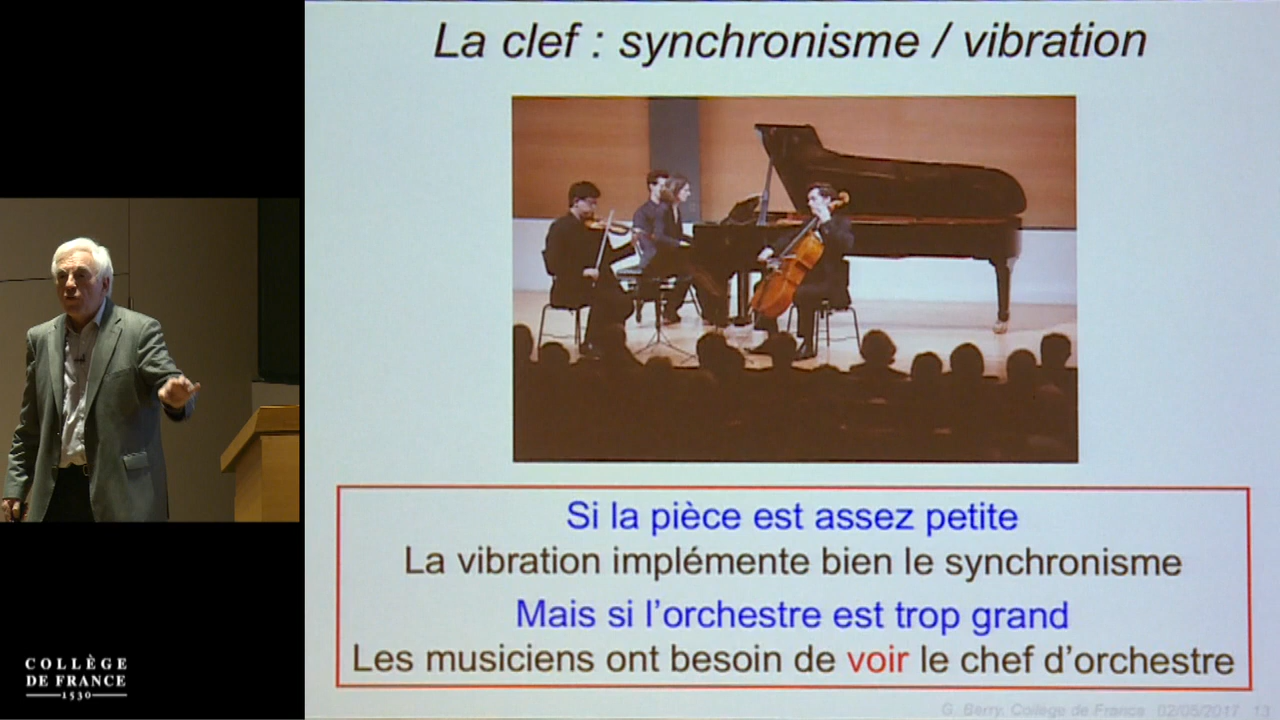 La clef : synchronisme / vibration
Si la pièce est assez petite
La vibration implémente bien le synchronisme
Mais si l'orchestre est trop grand
Les musiciens ont besoin de voir le chef d'orchestre
G. Berry, Collège de France 02/05/2017 13
COLLÈGE
DE FRANCE
1530